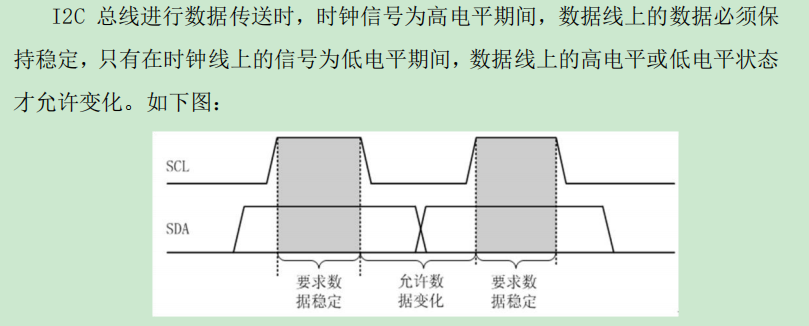 I2C 总线进行数据传送时，时钟信号为高电平期间，数据线上的数据必须保
持稳定，只有在时钟线上的信号为低电平期间，数据线上的高电平或低电平状态
才允许变化。如下图：
SCL
SDA
要求数
据稳定
允许数
据变化
要求数
据稳定